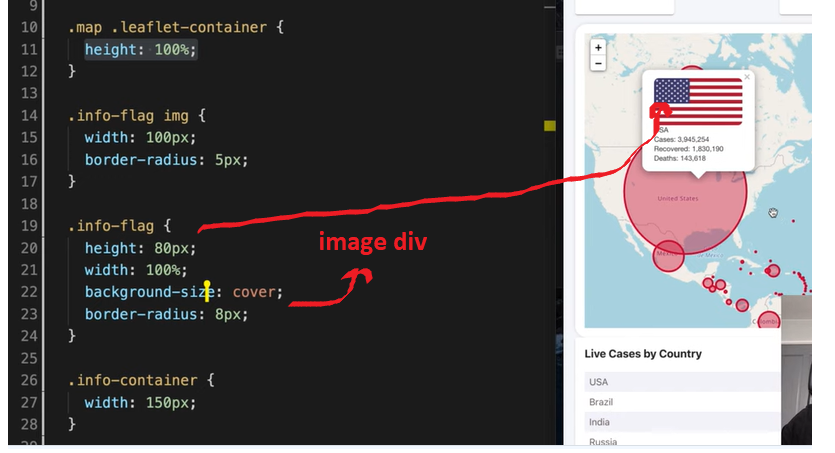 9
10 .map .leaflet-container {
11 height: 100%;
12 }
13
14 .info-flag img {
15 width: 100px;
16 border-radius: 5px;
17 }
18
19 .info-flag {
20 height: 80px;
21 width: 100%;
22 background-size: cover;
23 border-radius: 8px;
24 }
25
26 .info-container {
27 width: 150px;
28 }
image div
+
−
×
USA
Cases: 3,945,254
Recovered: 1,830,190
Deaths: 143,618
United States
Live Cases by Country
USA
Brazil
India
Russia